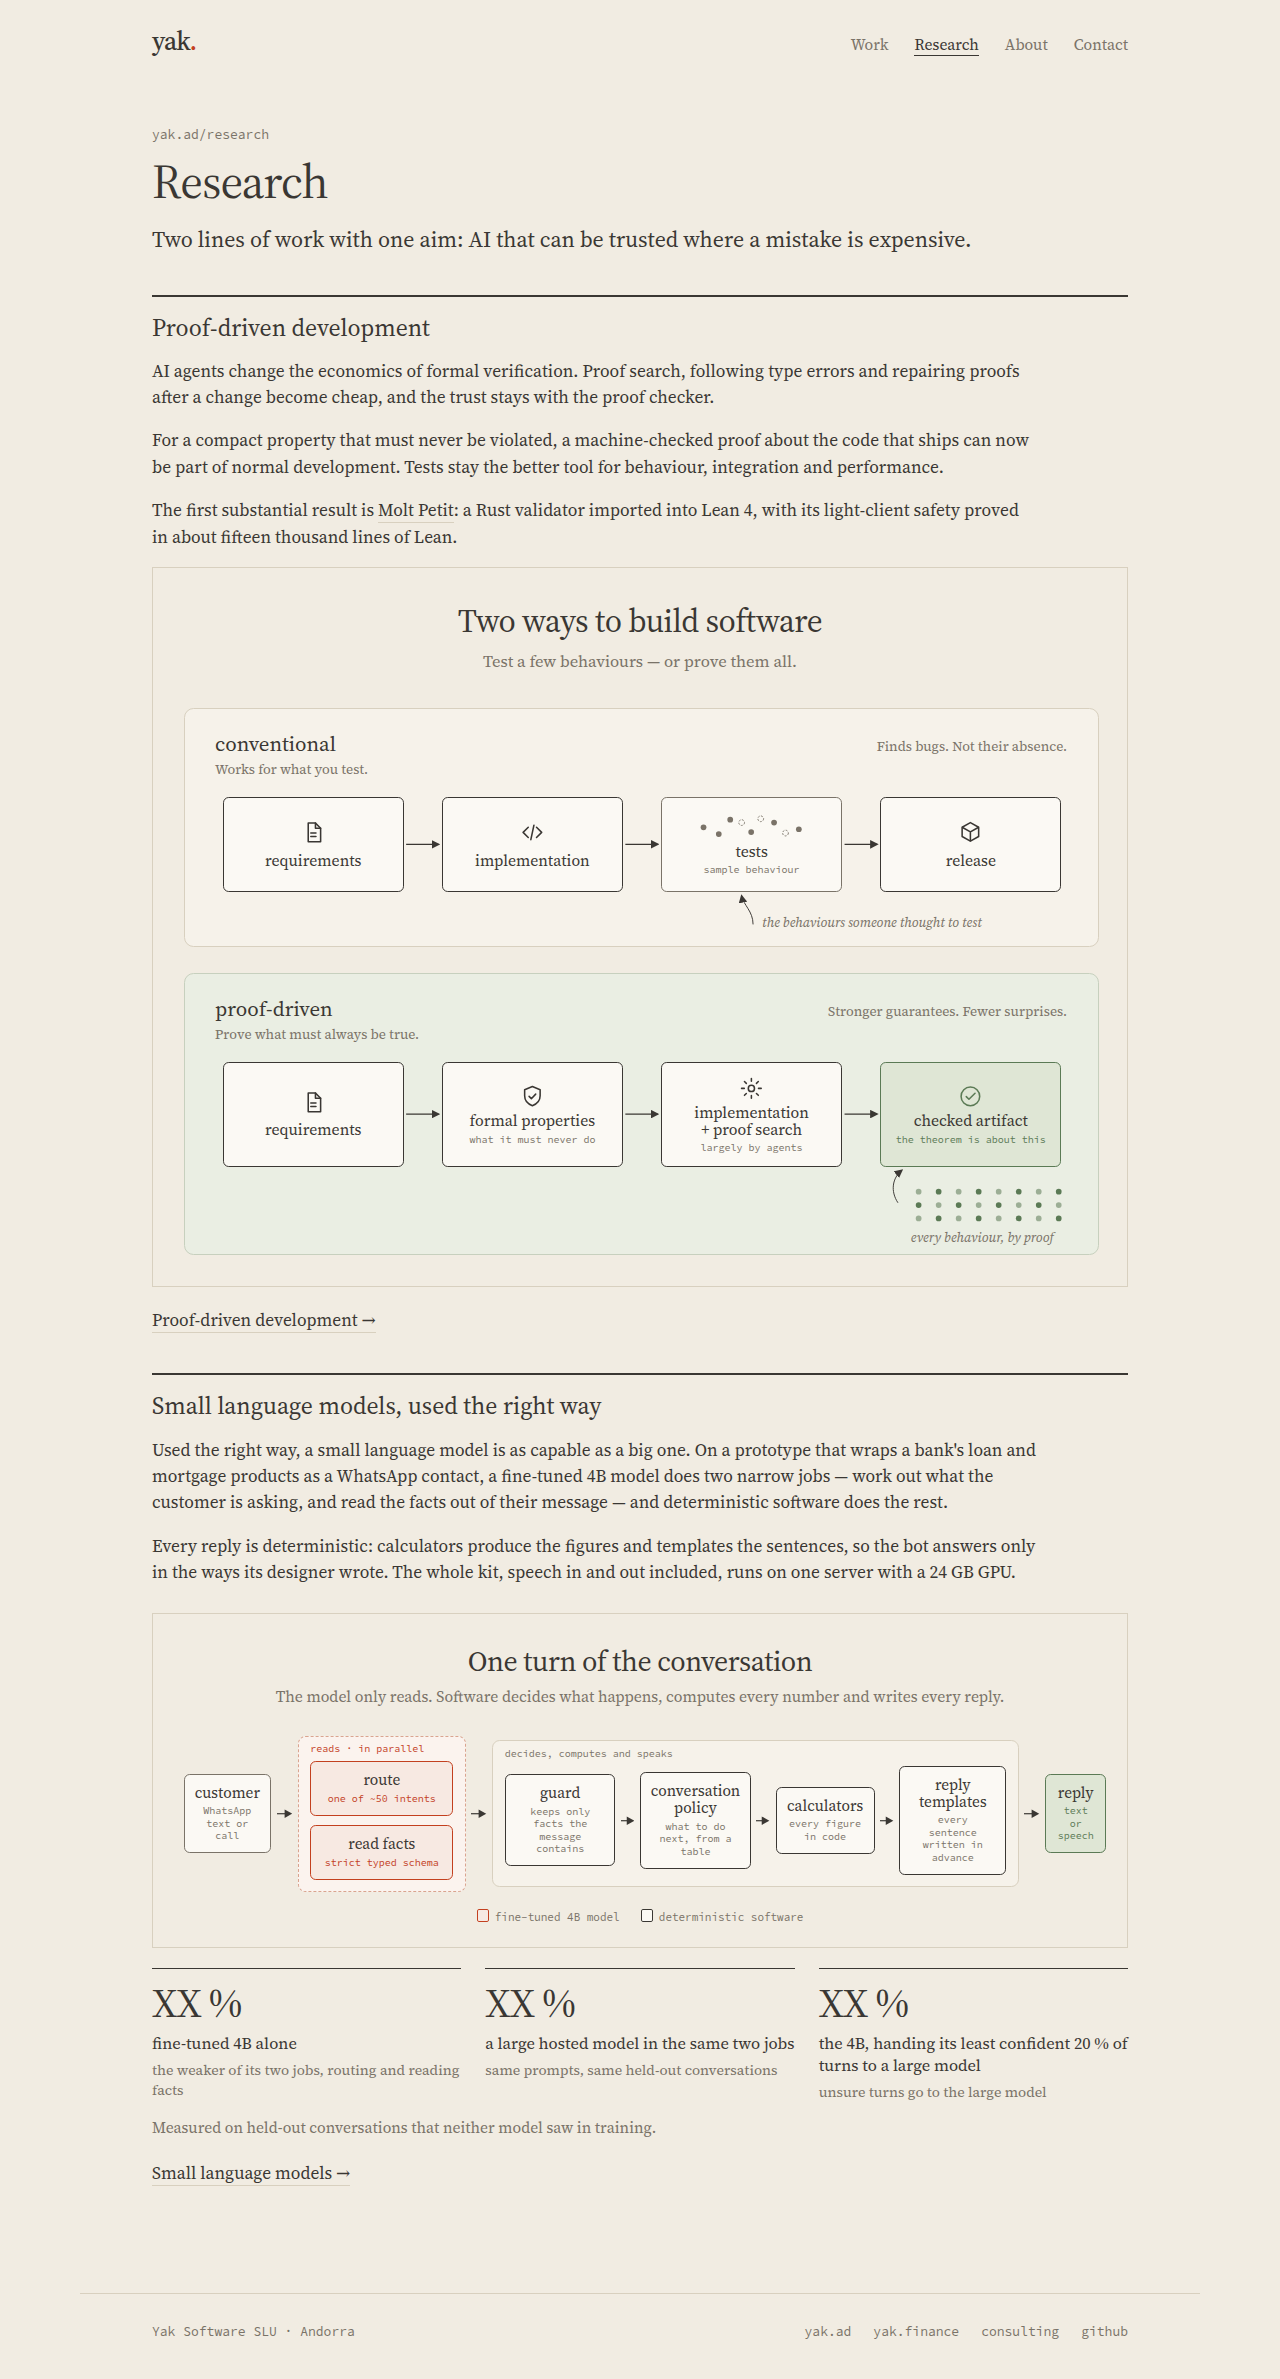 yak.
Work Research About Contact
yak.ad/research
Research
Two lines of work with one aim: AI that can be trusted where a mistake is expensive.
Proof-driven development
AI agents change the economics of formal verification. Proof search, following type errors and repairing proofs
after a change become cheap, and the trust stays with the proof checker.
For a compact property that must never be violated, a machine-checked proof about the code that ships can now
be part of normal development. Tests stay the better tool for behaviour, integration and performance.
The first substantial result is Molt Petit: a Rust validator imported into Lean 4, with its light-client safety proved
in about fifteen thousand lines of Lean.
Two ways to build software
Test a few behaviours — or prove them all.
conventional
Finds bugs. Not their absence.
Works for what you test.
requirements
implementation
tests
sample behaviour
release
the behaviours someone thought to test
proof-driven
Stronger guarantees. Fewer surprises.
Prove what must always be true.
requirements
formal properties
what it must never do
implementation
+ proof search
largely by agents
checked artifact
the theorem is about this
every behaviour, by proof
Proof-driven development →
Small language models, used the right way
Used the right way, a small language model is as capable as a big one. On a prototype that wraps a bank's loan and
mortgage products as a WhatsApp contact, a fine-tuned 4B model does two narrow jobs — work out what the
customer is asking, and read the facts out of their message — and deterministic software does the rest.
Every reply is deterministic: calculators produce the figures and templates the sentences, so the bot answers only
in the ways its designer wrote. The whole kit, speech in and out included, runs on one server with a 24 GB GPU.
One turn of the conversation
The model only reads. Software decides what happens, computes every number and writes every reply.
customer
WhatsApp
text or
call
reads · in parallel
route
one of ~50 intents
read facts
strict typed schema
decides, computes and speaks
guard
keeps only
facts the
message
contains
conversation
policy
what to do
next, from a
table
calculators
every figure
in code
reply
templates
every
sentence
written in
advance
reply
text
or
speech
fine-tuned 4B model
deterministic software
XX %
fine-tuned 4B alone
the weaker of its two jobs, routing and reading
facts
XX %
a large hosted model in the same two jobs
same prompts, same held-out conversations
XX %
the 4B, handing its least confident 20 % of
turns to a large model
unsure turns go to the large model
Measured on held-out conversations that neither model saw in training.
Small language models →
Yak Software SLU · Andorra
yak.ad yak.finance consulting github